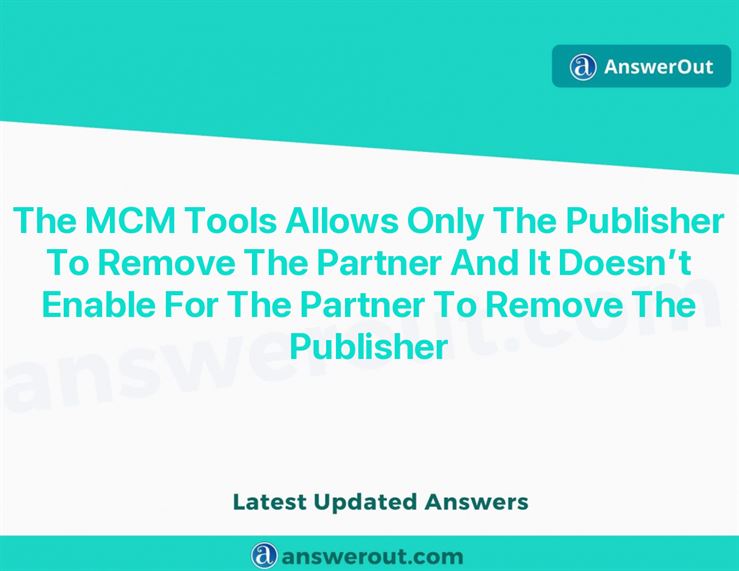 AnswerOut
The MCM Tools Allows Only The Publisher
To Remove The Partner And It Doesn’t
Enable For The Partner To Remove The
Publisher
answerout.com
Latest Updated Answers
answerout.com